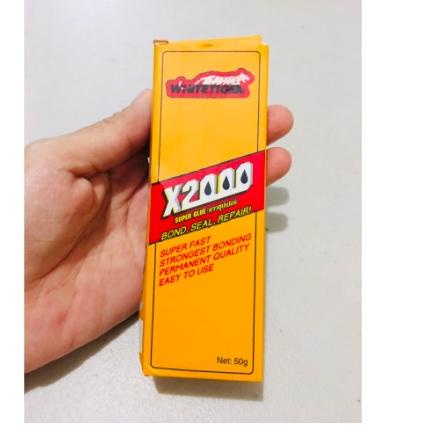 WHITETIGER
X2000
SUPER GLUE
BOND, SEAL, REPAIR!
SUPER FAST
STRONGEST BONDING
PERMANENT QUALITY
EASY TO USE
Net: 50g